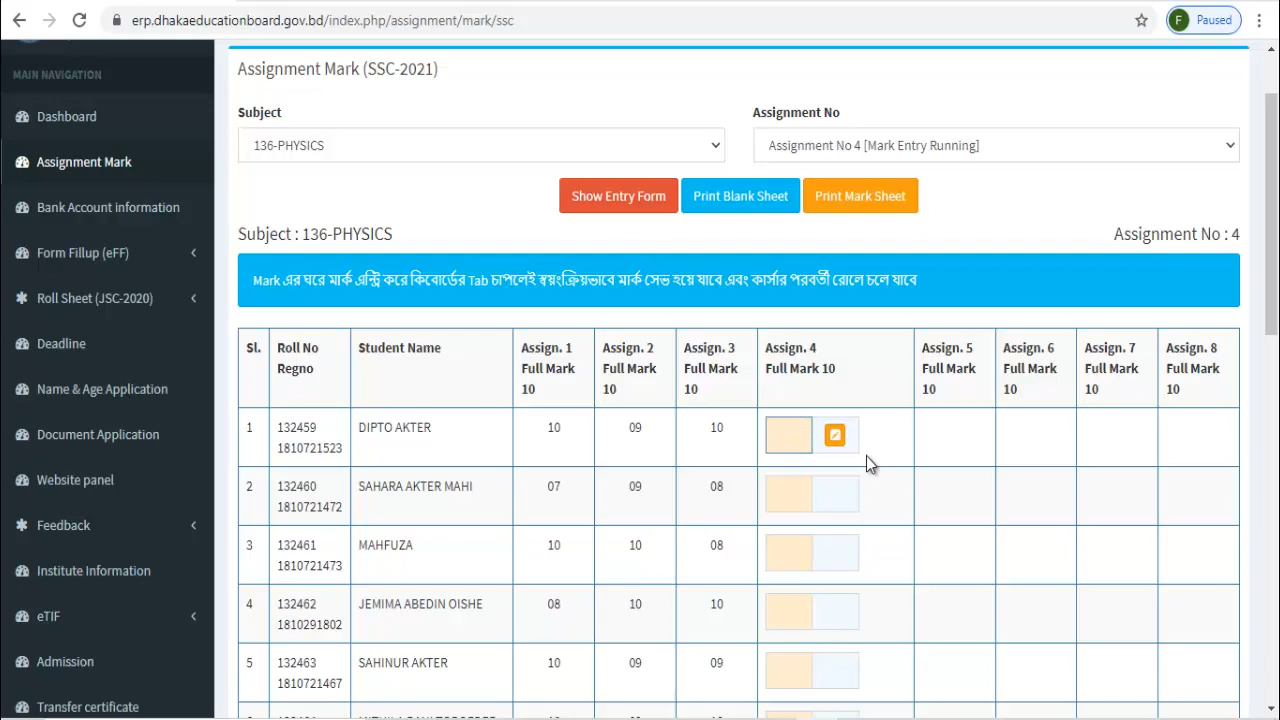 erp.dhakaeducationboard.gov.bd/index.php/assignment/mark/ssc
F Paused
MAIN NAVIGATION
Dashboard
Assignment Mark
Bank Account information
Form Fillup (eFF)
Roll Sheet (JSC-2020)
Deadline
Name & Age Application
Document Application
Website panel
Feedback
Institute Information
eTIF
Admission
Transfer certificate
Assignment Mark (SSC-2021)
Subject Assignment No
136-PHYSICS Assignment No 4 [Mark Entry Running]
Show Entry Form Print Blank Sheet Print Mark Sheet
Subject : 136-PHYSICS Assignment No : 4
Mark এর ঘরে মার্ক এন্ট্রি করে কিবোর্ডের Tab চাপলেই স্বয়ংক্রিয়ভাবে মার্ক সেভ হয়ে যাবে এবং কার্সার পরবর্তী রোলে চলে যাবে
Sl. Roll No Student Name Assign. 1 Assign. 2 Assign. 3 Assign. 4 Assign. 5 Assign. 6 Assign. 7 Assign. 8
Regno Full Mark Full Mark Full Mark Full Mark 10 Full Mark Full Mark Full Mark Full Mark
10 10 10 10 10 10 10
1 132459 DIPTO AKTER 10 09 10
1810721523
2 132460 SAHARA AKTER MAHI 07 09 08
1810721472
3 132461 MAHFUZA 10 10 08
1810721473
4 132462 JEMIMA ABEDIN OISHE 08 10 10
1810291802
5 132463 SAHINUR AKTER 10 09 09
1810721467